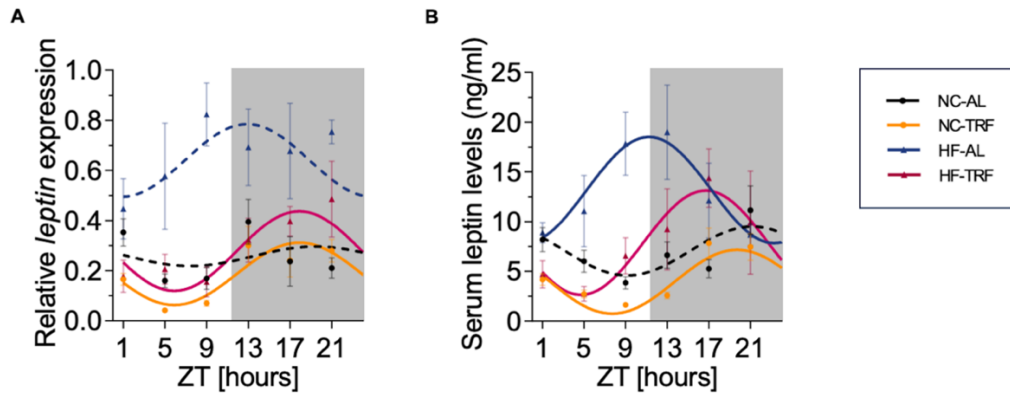 A
Relative leptin expression
1.0
0.8
0.6
0.4
0.2
0.0
1 5 9 13 17 21
ZT [hours]
B
Serum leptin levels (ng/ml)
25
20
15
10
5
0
1 5 9 13 17 21
ZT [hours]
NC-AL
NC-TRF
HF-AL
HF-TRF